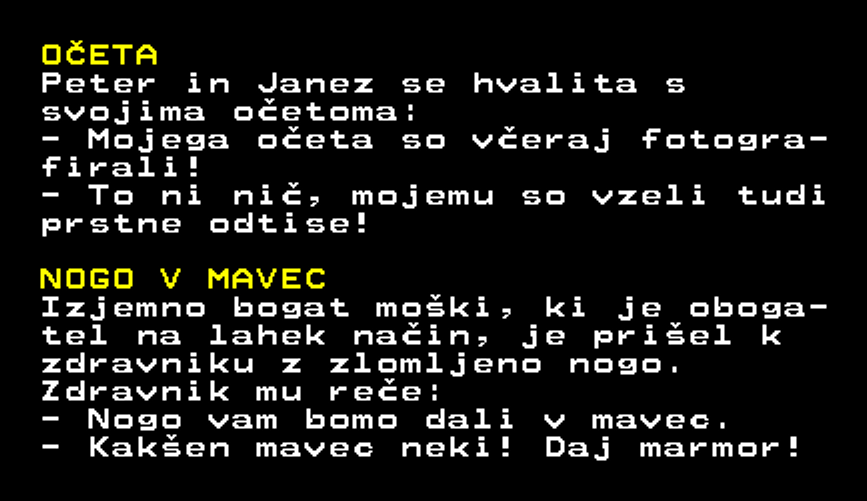 OČETA
Peter in Janez se hvalita s
svojima očetoma:
- Mojega očeta so včeraj fotogra-
firali!
- To ni nič, mojemu so vzeli tudi
prstne odtise!
NOGO V MAVEC
Izjemno bogat moški, ki je oboga-
tel na lahek način, je prišel k
zdravniku z zlomljeno nogo.
Zdravnik mu reče:
- Nogo vam bomo dali v mavec.
- Kakšen mavec neki! Daj marmor!